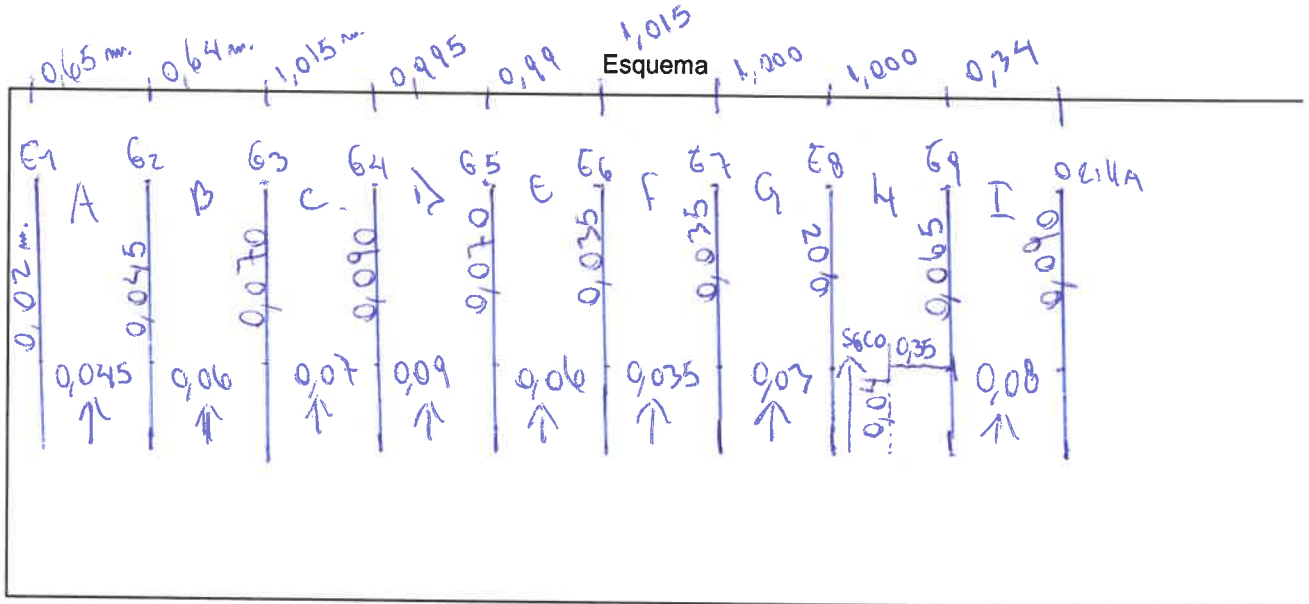 0,65 m. 0,64 m. 1,015 m. 0,995 0,99 1,015 1,000 1,000 0,34
Esquema
E1 E2 E3 E4 E5 E6 E7 E8 E9 ORILLA
A B C. D E F G H I
0,02 m. 0,045 0,070 0,090 0,070 0,035 0,035 0,02 0,065 0,090
SECO 0,35
0,045 0,06 0,07 0,09 0,06 0,035 0,03 0,04 0,08